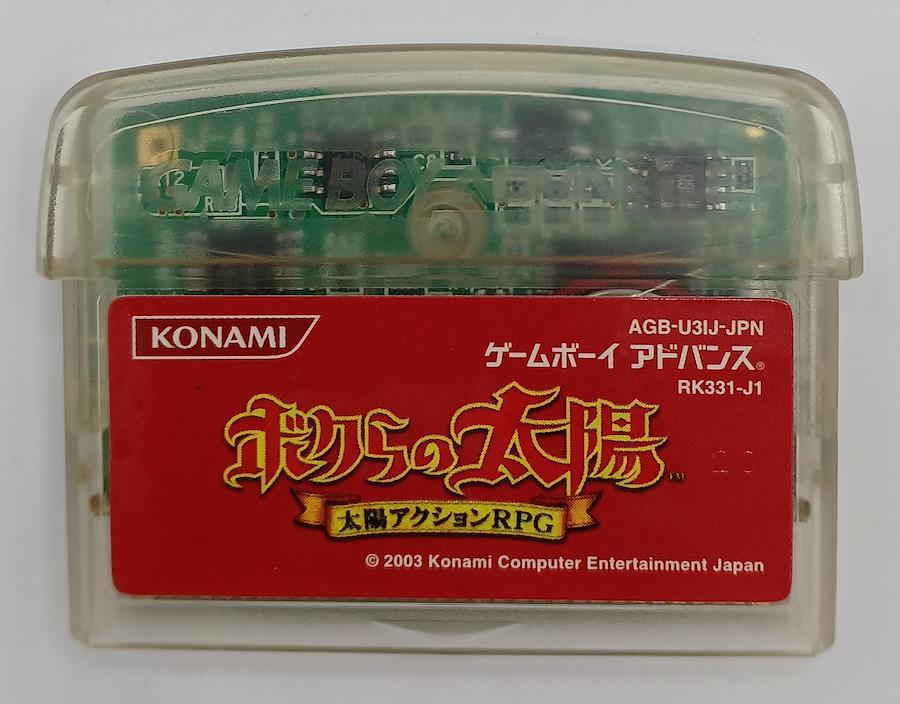 GAME BOY ADVANCE
KONAMI
AGB-U3IJ-JPN
ゲームボーイ アドバンス®
RK331-J1
ボクらの太陽™
太陽アクションRPG
© 2003 Konami Computer Entertainment Japan